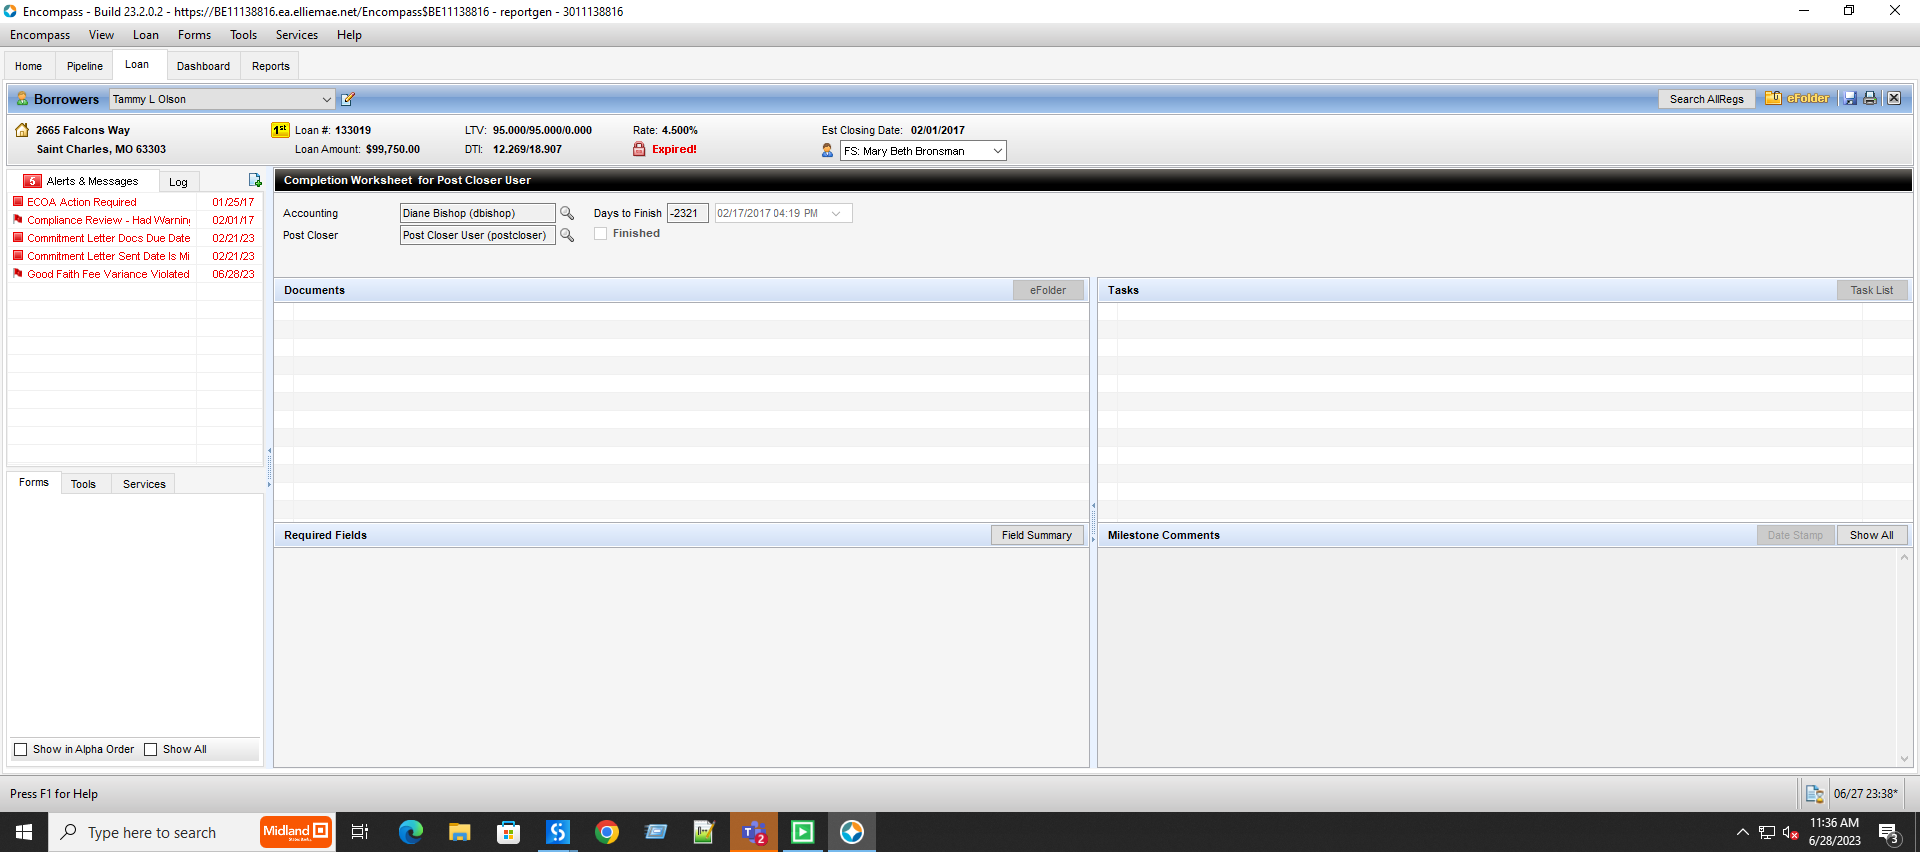 Encompass - Build 23.2.0.2 - https://BE11138816.ea.elliemae.net/Encompass$BE11138816 - reportgen - 3011138816
Encompass View Loan Forms Tools Services Help
Home Pipeline Loan Dashboard Reports
Borrowers Tammy L Olson Search AllRegs eFolder
2665 Falcons Way 1st Loan #: 133019 LTV: 95.000/95.000/0.000 Rate: 4.500% Est Closing Date: 02/01/2017
Saint Charles, MO 63303 Loan Amount: $99,750.00 DTI: 12.269/18.907 Expired! FS: Mary Beth Bronsman
5 Alerts & Messages Log
ECOA Action Required 01/25/17
Compliance Review - Had Warning 02/01/17
Commitment Letter Docs Due Date 02/21/23
Commitment Letter Sent Date Is Mi 02/21/23
Good Faith Fee Variance Violated 06/28/23
Forms Tools Services
Show in Alpha Order Show All
Completion Worksheet for Post Closer User
Accounting Diane Bishop (dbishop) Days to Finish -2321 02/17/2017 04:19 PM
Post Closer Post Closer User (postcloser) Finished
Documents eFolder
Tasks Task List
Required Fields Field Summary
Milestone Comments Date Stamp Show All
Press F1 for Help 06/27 23:38*
Type here to search Midland 2 11:36 AM
6/28/2023 3